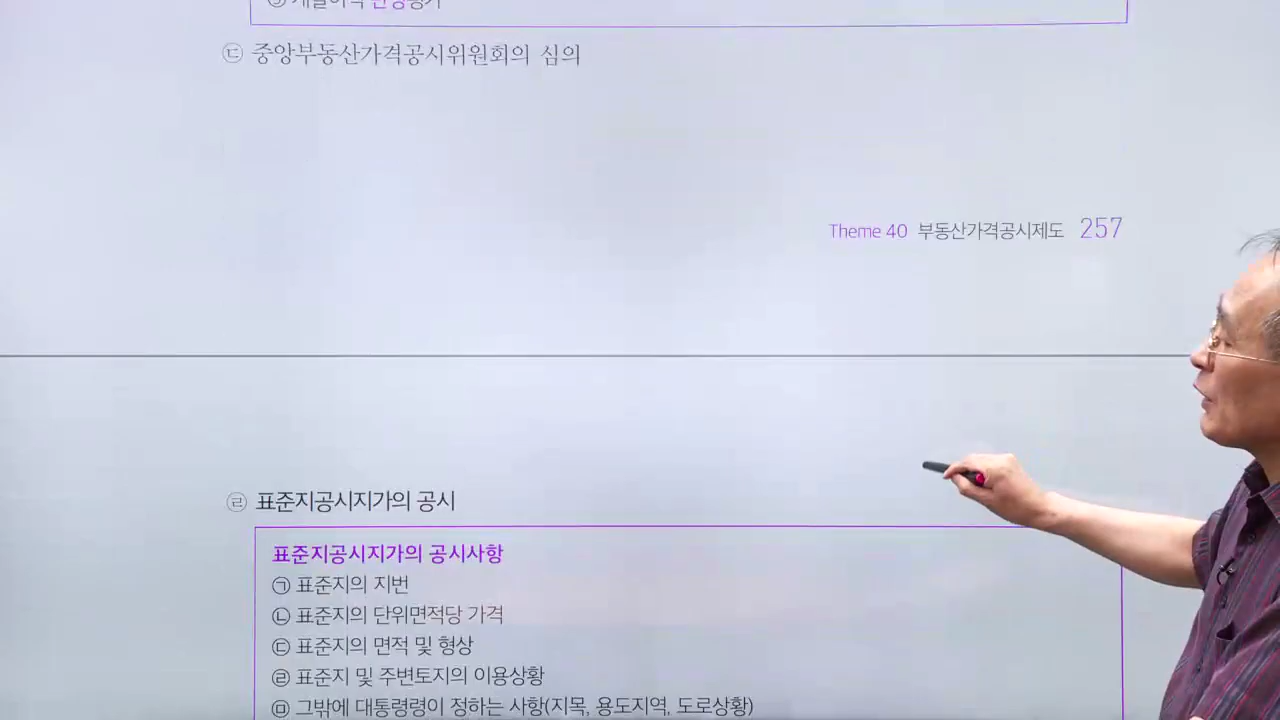 ㉢ 중앙부동산가격공시위원회의 심의
Theme 40 부동산가격공시제도 257
㉣ 표준지공시지가의 공시
표준지공시지가의 공시사항
㉠ 표준지의 지번
㉡ 표준지의 단위면적당 가격
㉢ 표준지의 면적 및 형상
㉣ 표준지 및 주변토지의 이용상황
㉤ 그밖에 대통령령이 정하는 사항(지목, 용도지역, 도로상황)